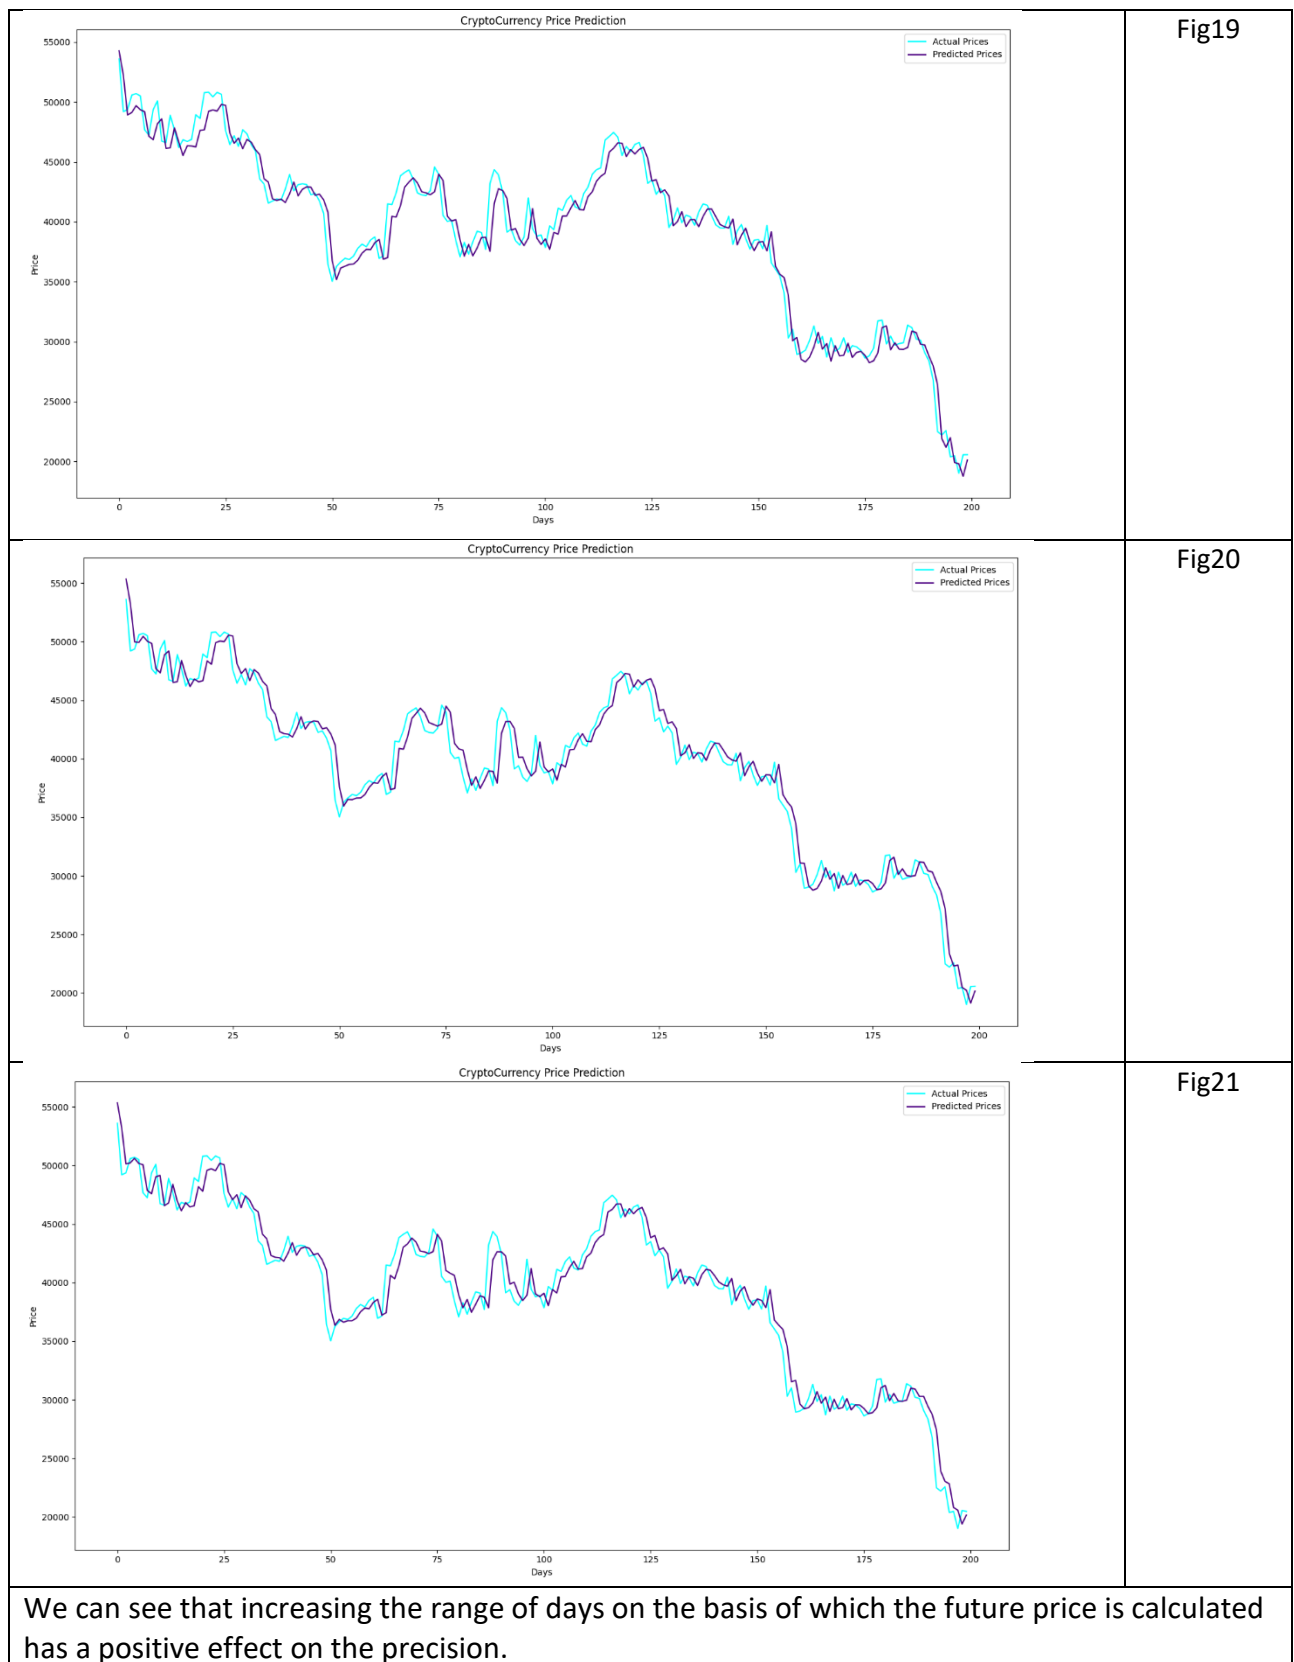 CryptoCurrency Price Prediction
Fig19
Actual Prices
Predicted Prices
55000
50000
45000
40000
35000
30000
25000
20000
Price
0 25 50 75 100 125 150 175 200
Days
CryptoCurrency Price Prediction
Fig20
Actual Prices
Predicted Prices
55000
50000
45000
40000
35000
30000
25000
20000
Price
0 25 50 75 100 125 150 175 200
Days
CryptoCurrency Price Prediction
Fig21
Actual Prices
Predicted Prices
55000
50000
45000
40000
35000
30000
25000
20000
Price
0 25 50 75 100 125 150 175 200
Days
We can see that increasing the range of days on the basis of which the future price is calculated
has a positive effect on the precision.